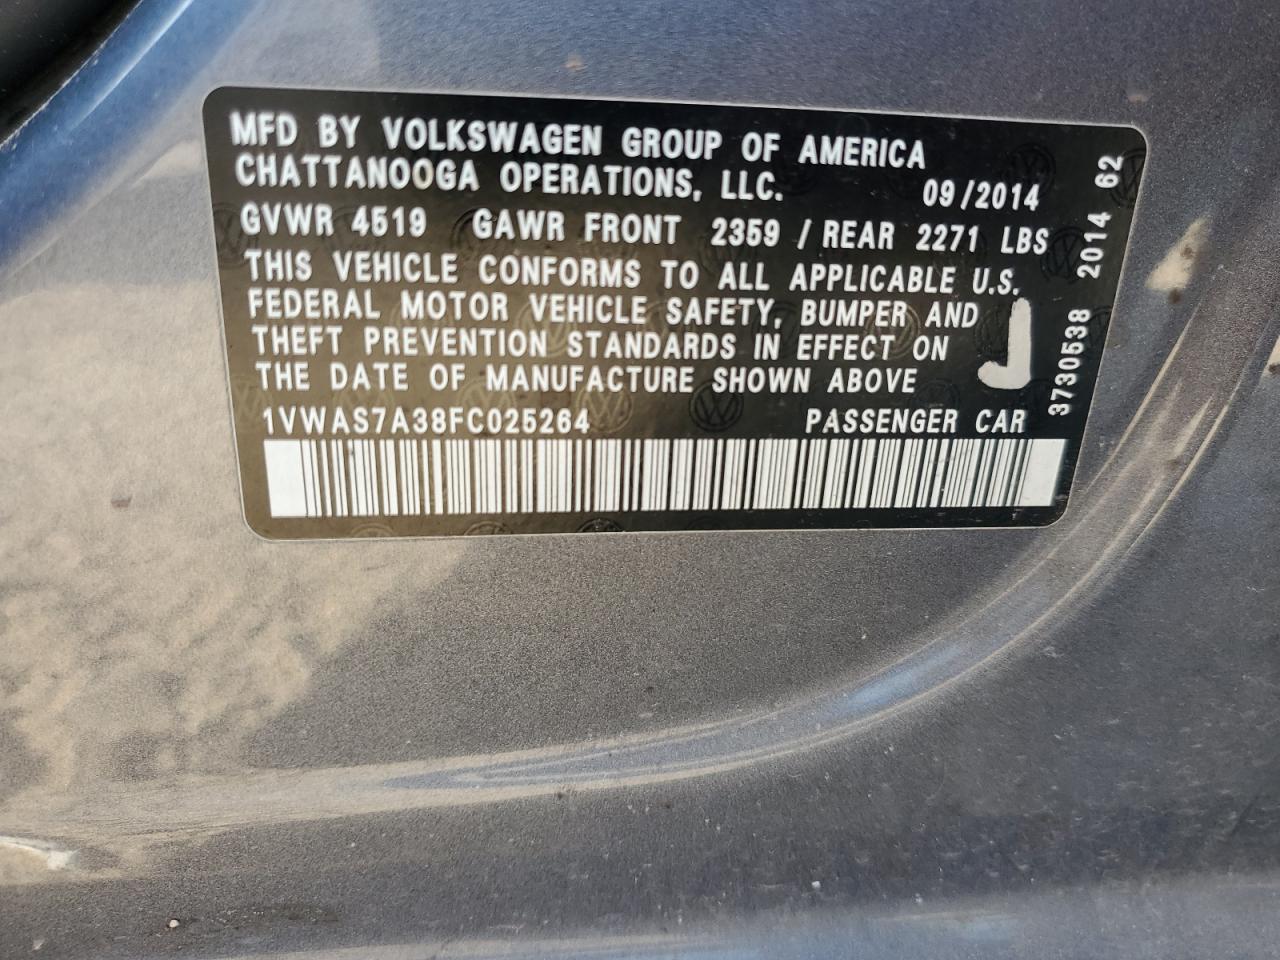 MFD BY VOLKSWAGEN GROUP OF AMERICA
CHATTANOOGA OPERATIONS, LLC. 09/2014
GVWR 4519 GAWR FRONT 2359 / REAR 2271 LBS
THIS VEHICLE CONFORMS TO ALL APPLICABLE U.S.
FEDERAL MOTOR VEHICLE SAFETY, BUMPER AND
THEFT PREVENTION STANDARDS IN EFFECT ON
THE DATE OF MANUFACTURE SHOWN ABOVE
1VWAS7A38FC025264 PASSENGER CAR
3730538 2014 62